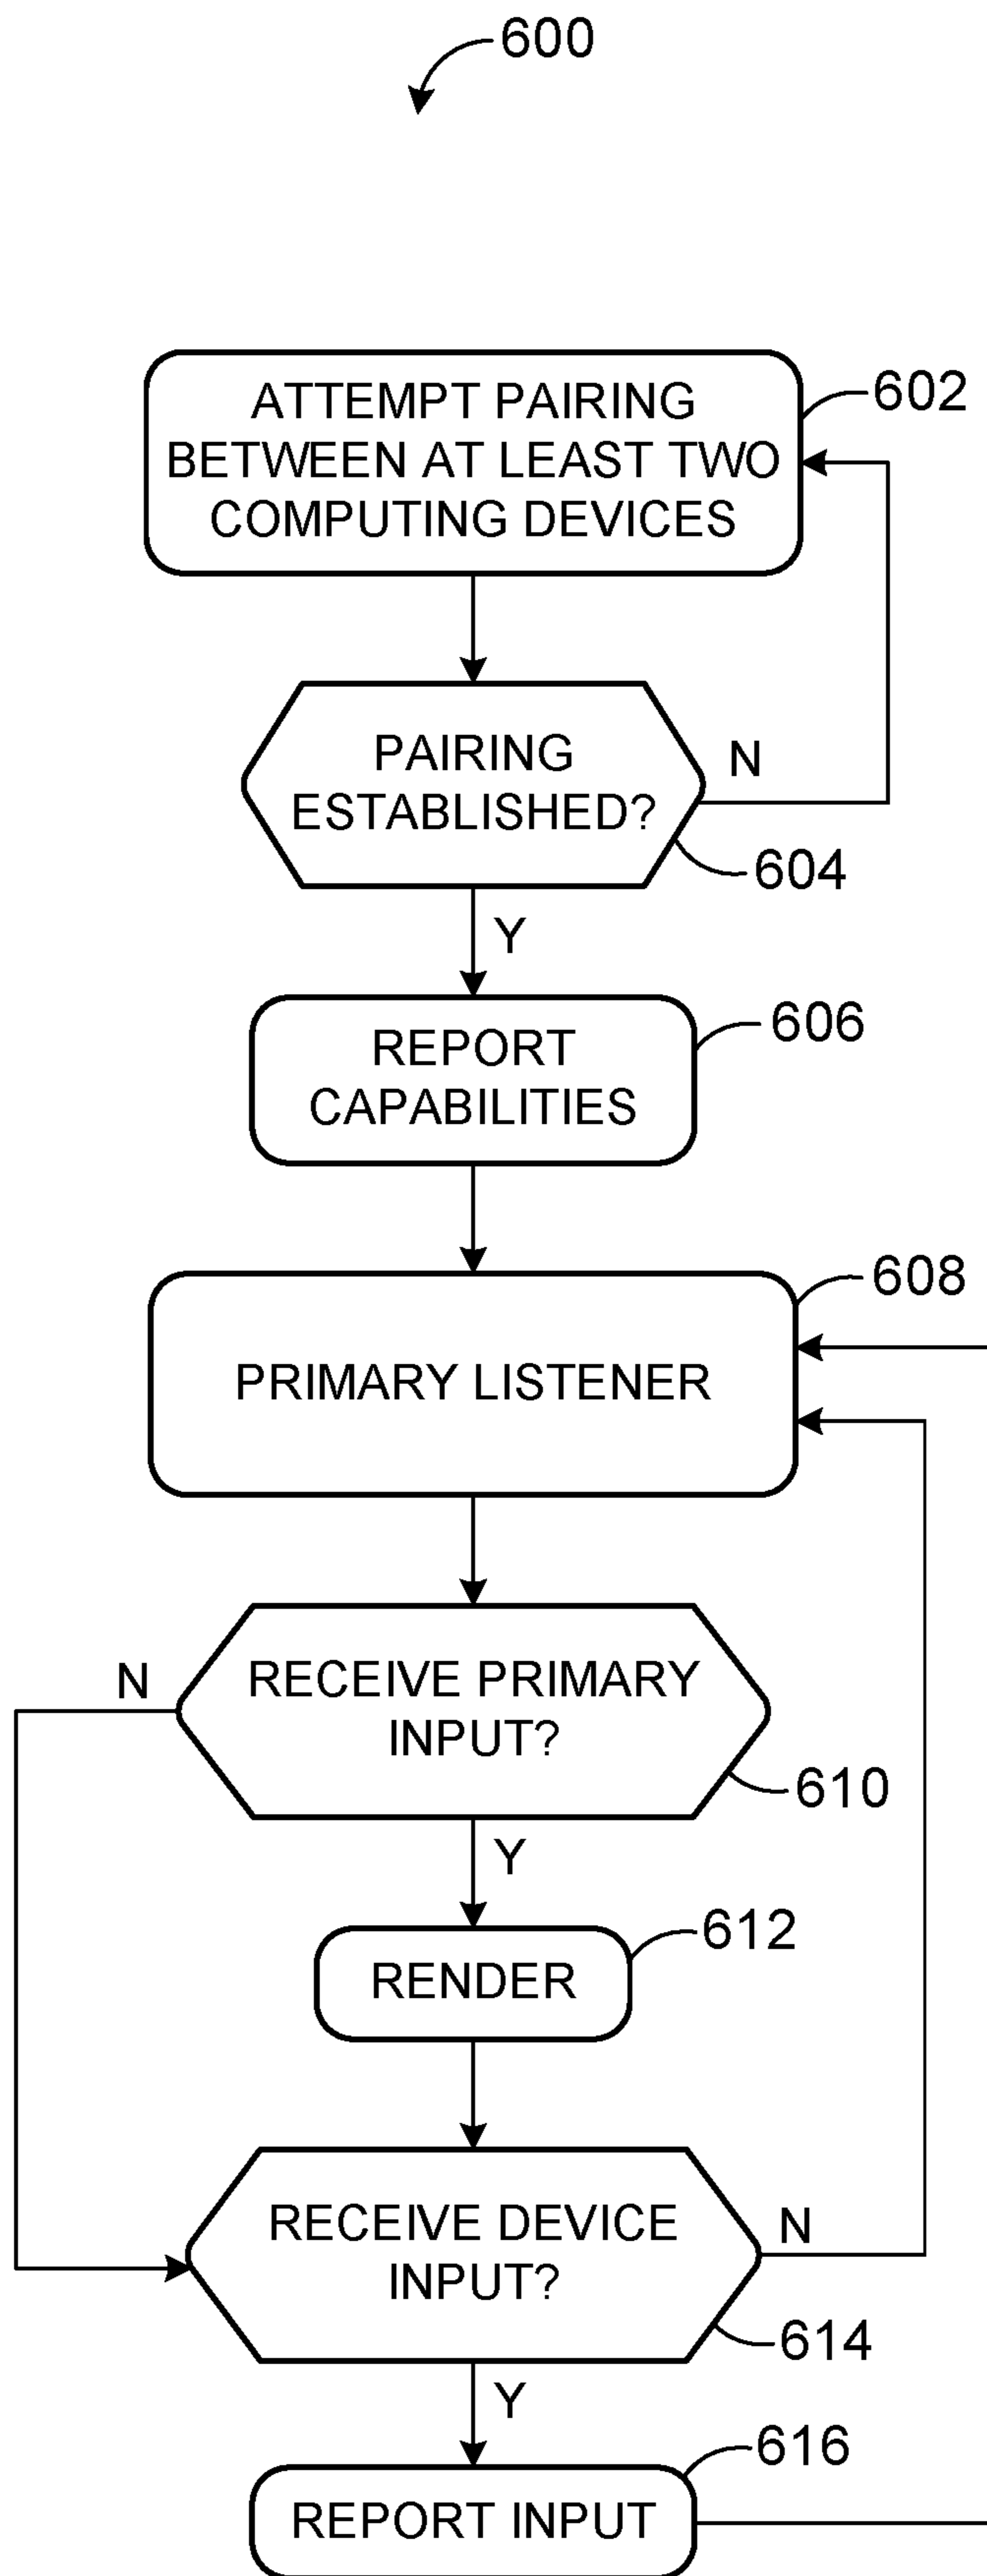 600
ATTEMPT PAIRING
BETWEEN AT LEAST TWO
COMPUTING DEVICES
602
PAIRING
ESTABLISHED?
N
604
Y
REPORT
CAPABILITIES
606
608
PRIMARY LISTENER
N
RECEIVE PRIMARY
INPUT?
610
Y
612
RENDER
RECEIVE DEVICE
INPUT?
N
614
Y
616
REPORT INPUT